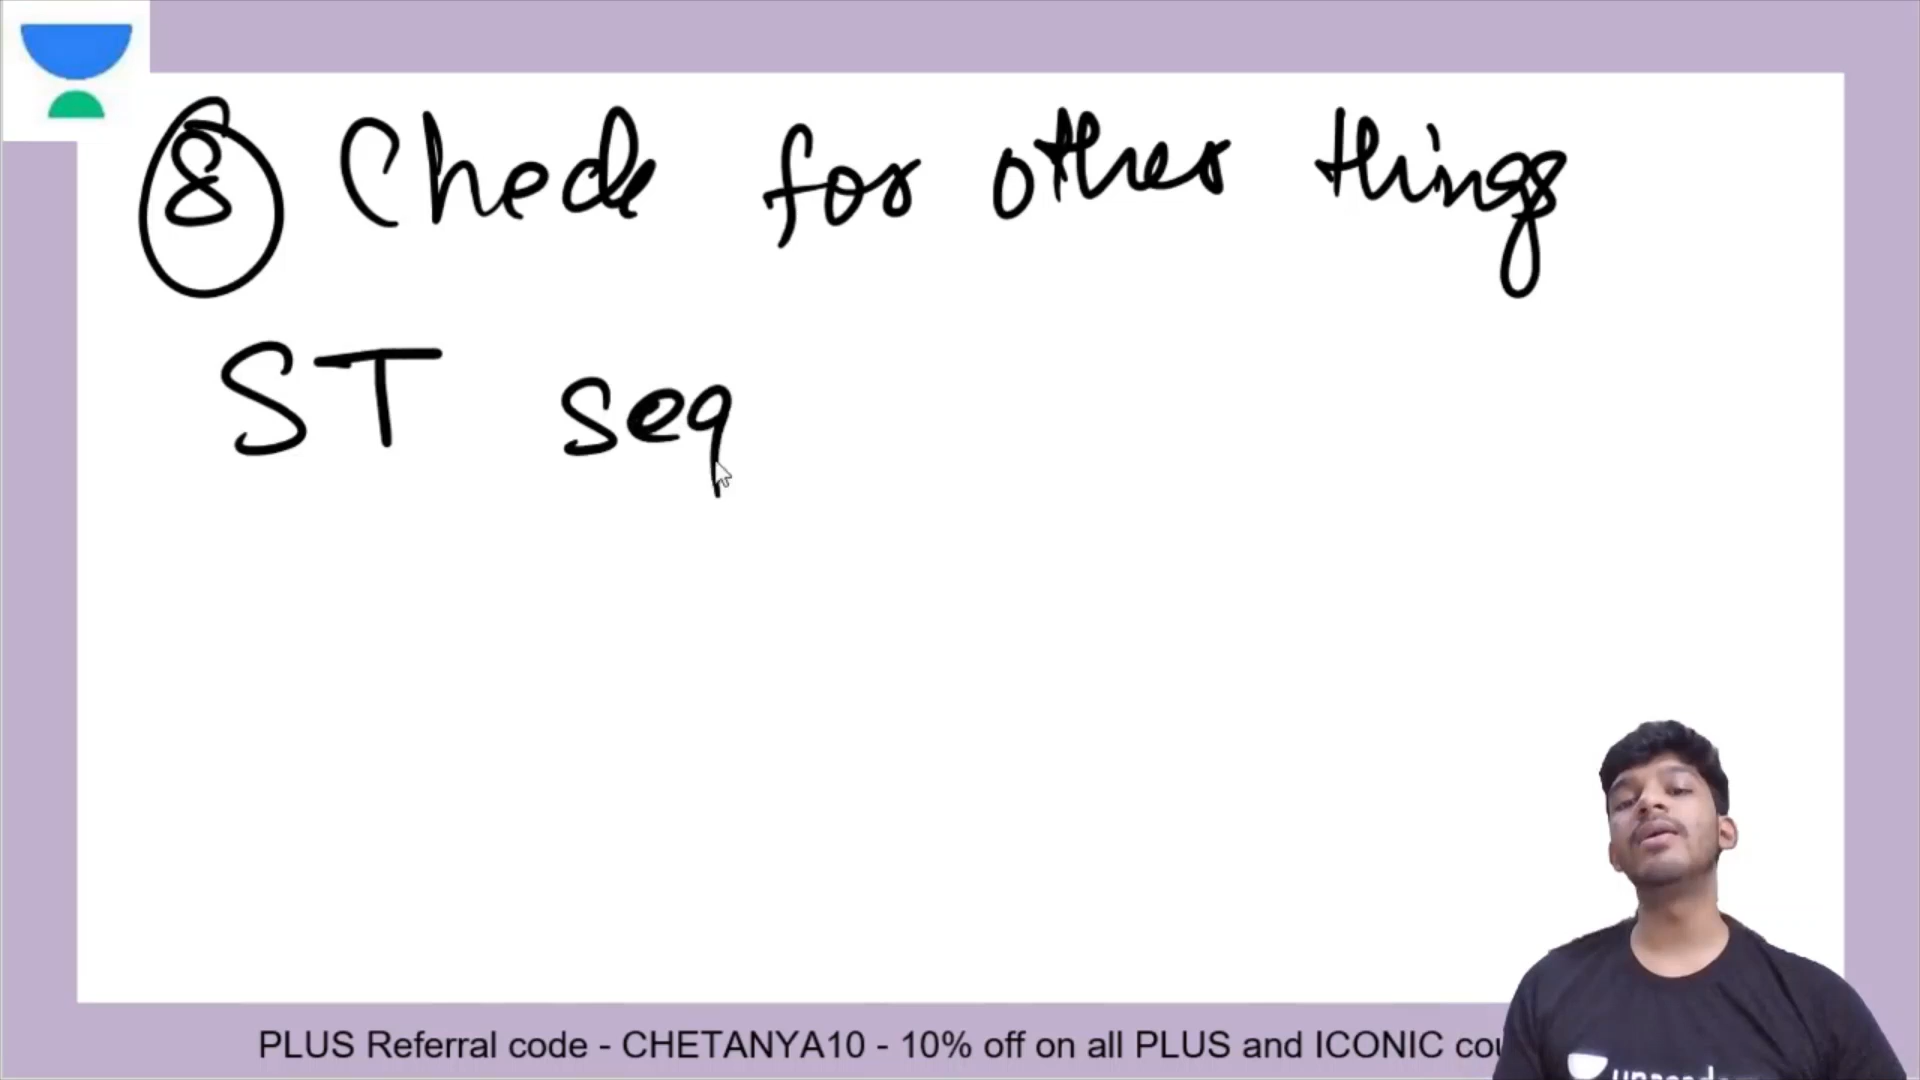 8 Check for other things
ST seq
PLUS Referral code - CHETANYA10 - 10% off on all PLUS and ICONIC cou